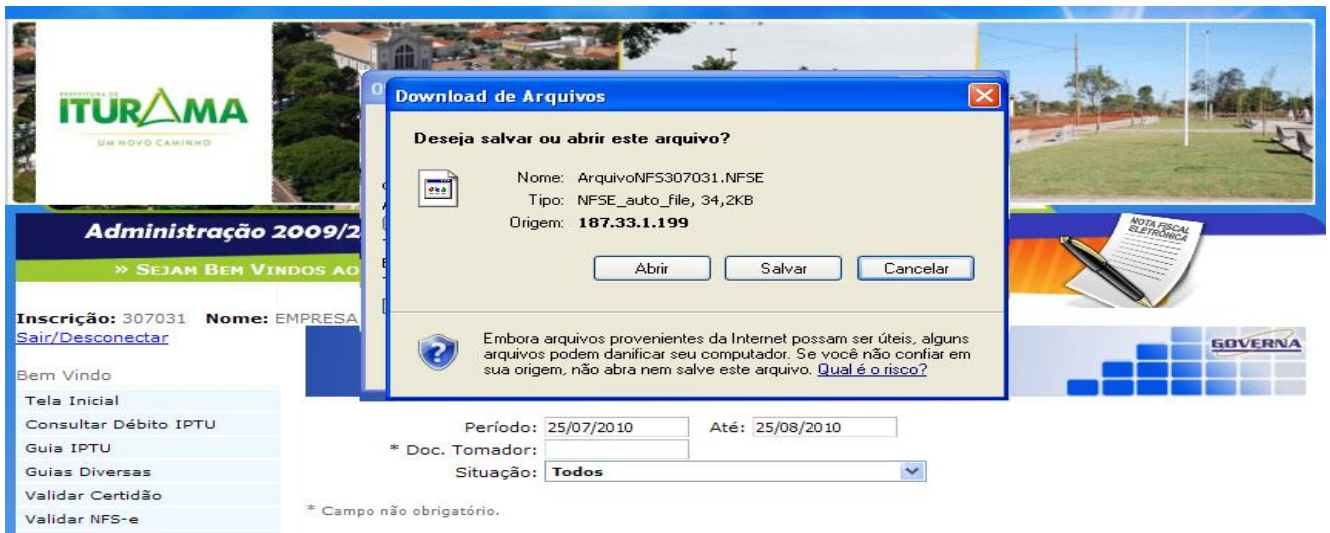 PREFEITURA DE
ITURAMA
UM NOVO CAMINHO
O
Download de Arquivos
Deseja salvar ou abrir este arquivo?
Nome: ArquivoNFS307031.NFSE
Tipo: NFSE_auto_file, 34,2KB
Origem: 187.33.1.199
Abrir
Salvar
Cancelar
Embora arquivos provenientes da Internet possam ser úteis, alguns
arquivos podem danificar seu computador. Se você não confiar em
sua origem, não abra nem salve este arquivo. Qual é o risco?
Administração 2009/2
» SEJAM BEM VINDOS AO
NOTA FISCAL
ELETRÔNICA
Inscrição: 307031 Nome: EMPRESA
Sair/Desconectar
GOVERNA
Bem Vindo
Tela Inicial
Consultar Débito IPTU
Guia IPTU
Guias Diversas
Validar Certidão
Validar NFS-e
Período: 25/07/2010 Até: 25/08/2010
* Doc. Tomador:
Situação: Todos
* Campo não obrigatório.